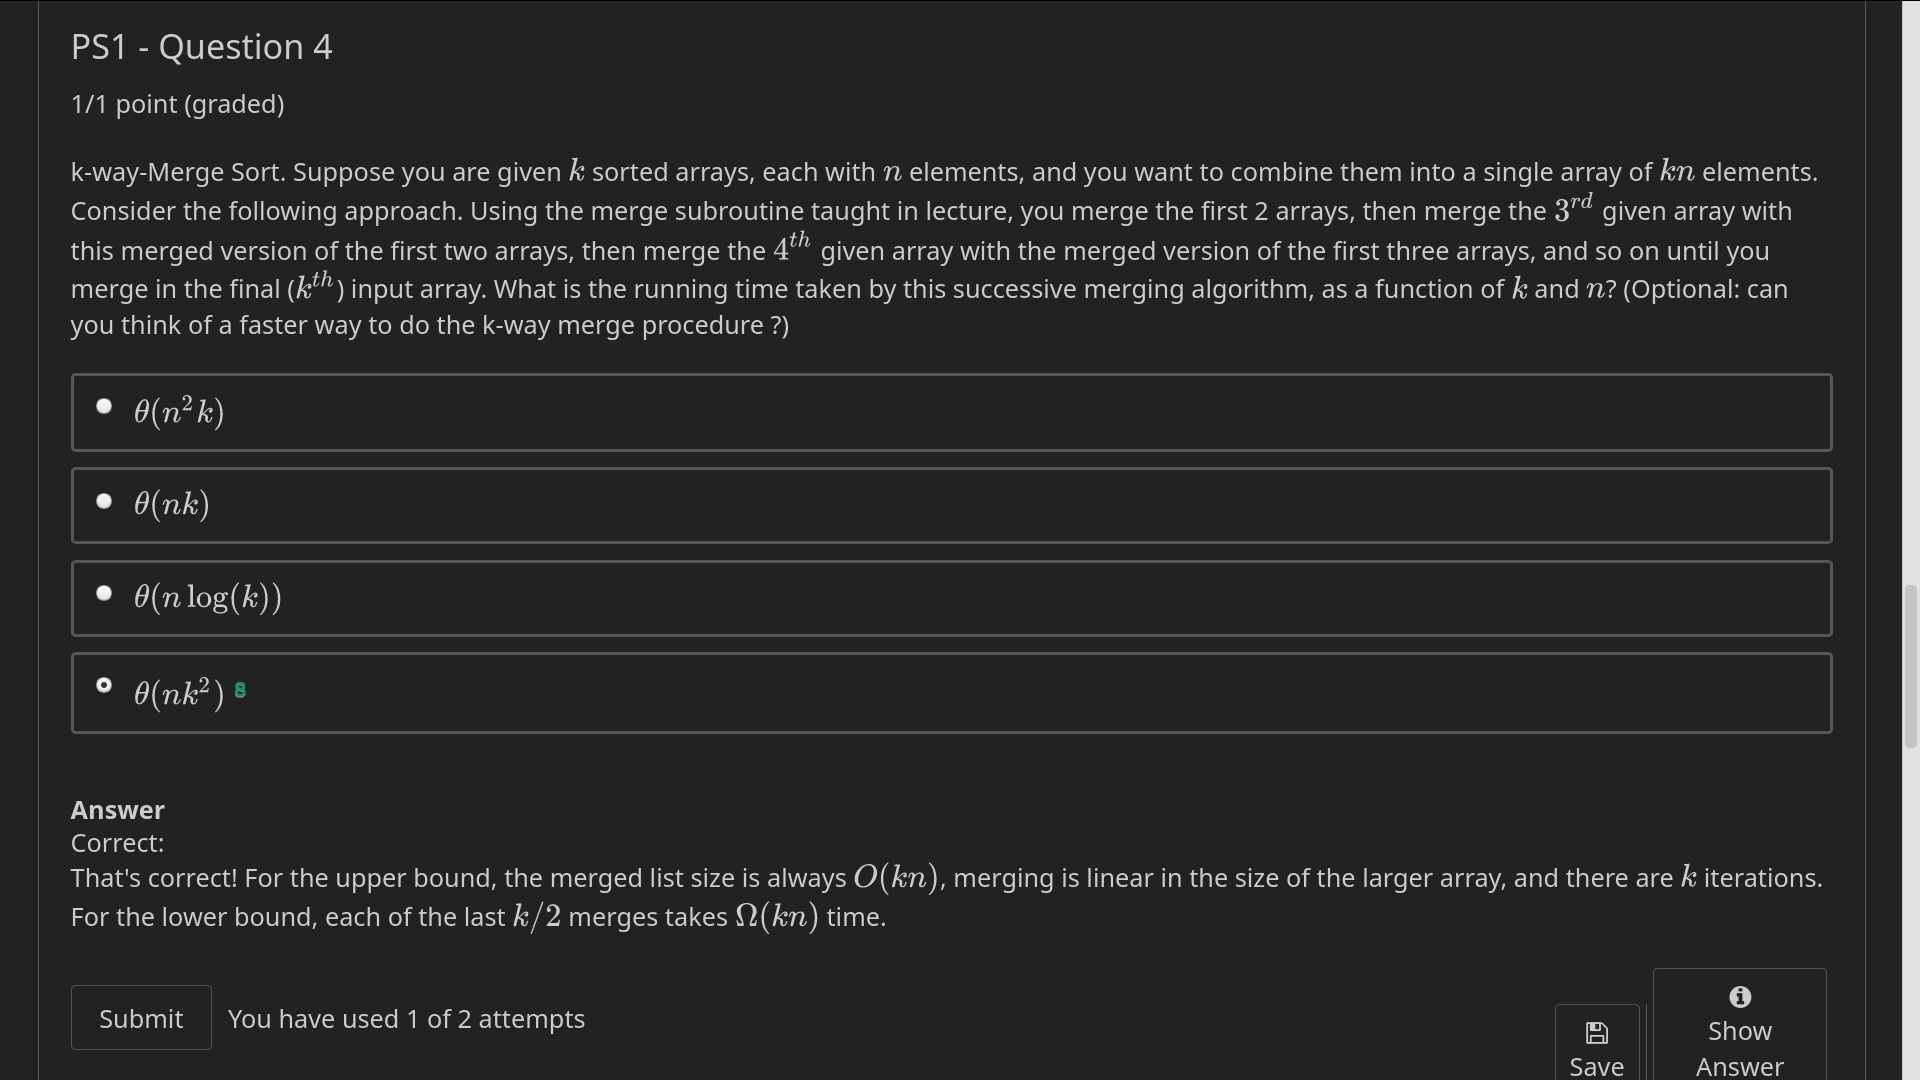 PS1 - Question 4
1/1 point (graded)
k-way-Merge Sort. Suppose you are given k sorted arrays, each with n elements, and you want to combine them into a single array of kn elements.
Consider the following approach. Using the merge subroutine taught in lecture, you merge the first 2 arrays, then merge the 3^{rd} given array with
this merged version of the first two arrays, then merge the 4^{th} given array with the merged version of the first three arrays, and so on until you
merge in the final (k^{th}) input array. What is the running time taken by this successive merging algorithm, as a function of k and n? (Optional: can
you think of a faster way to do the k-way merge procedure ?)
θ(n²k)
θ(nk)
θ(n log(k))
θ(nk²)
Answer
Correct:
That's correct! For the upper bound, the merged list size is always O(kn), merging is linear in the size of the larger array, and there are k iterations.
For the lower bound, each of the last k/2 merges takes Ω(kn) time.
Submit
You have used 1 of 2 attempts
Save
Show
Answer